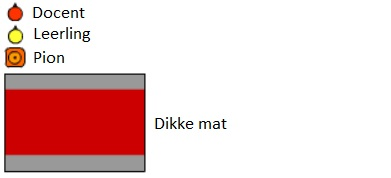 Docent
Leerling
Pion
Dikke mat